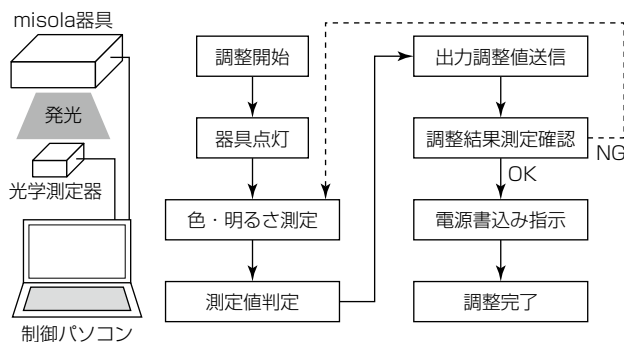 misola器具
発光
光学測定器
制御パソコン
調整開始
器具点灯
色・明るさ測定
測定値判定
出力調整値送信
調整結果測定確認
NG
OK
電源書込み指示
調整完了